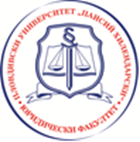 ПЛОВДИВСКИ УНИВЕРСИТЕТ „ПАИСИЙ ХИЛЕНДАРСКИ“
ЮРИДИЧЕСКИ ФАКУЛТЕТ
§